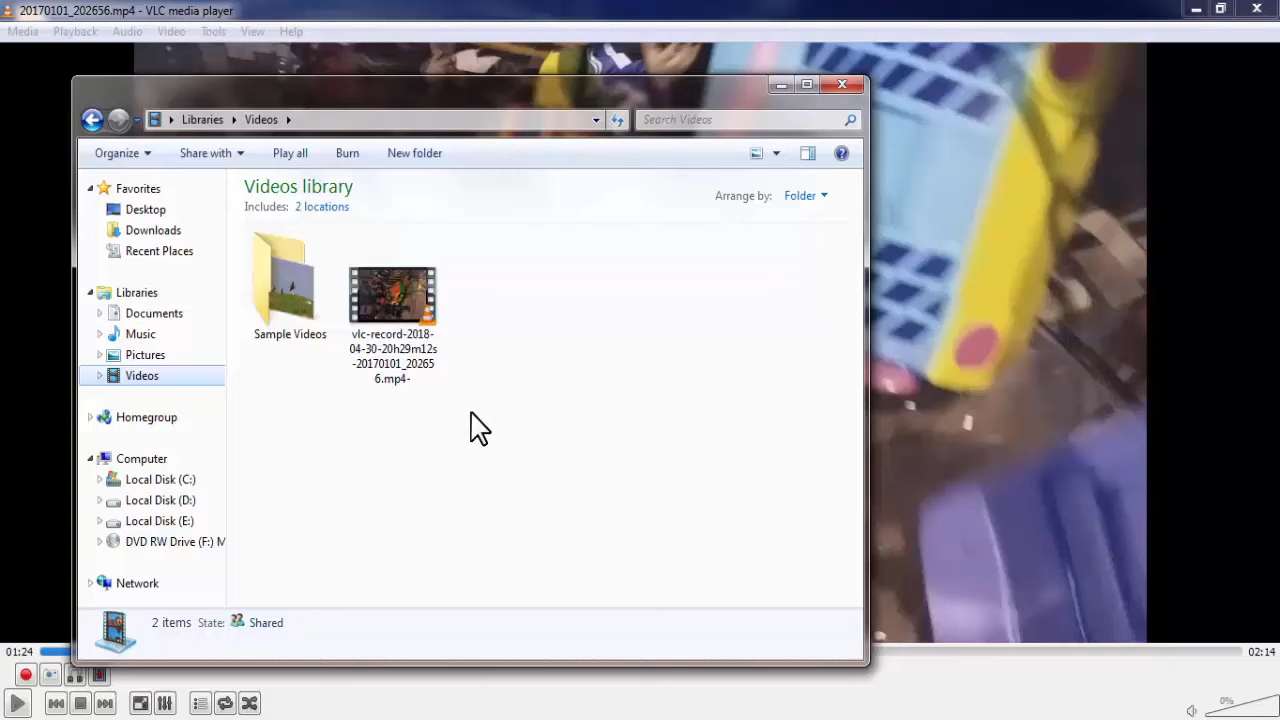 20170101_202656.mp4 - VLC media player
Media Playback Audio Video Tools View Help
Libraries Videos
Search Videos
Organize Share with Play all Burn New folder
Videos library
Includes: 2 locations
Arrange by: Folder
Favorites
Desktop
Downloads
Recent Places
Libraries
Documents
Music
Pictures
Videos
Homegroup
Computer
Local Disk (C:)
Local Disk (D:)
Local Disk (E:)
DVD RW Drive (F:) M
Network
Sample Videos
vlc-record-2018-
04-30-20h29m12s
-20170101_20265
6.mp4-
2 items State: Shared
01:24
02:14
0%